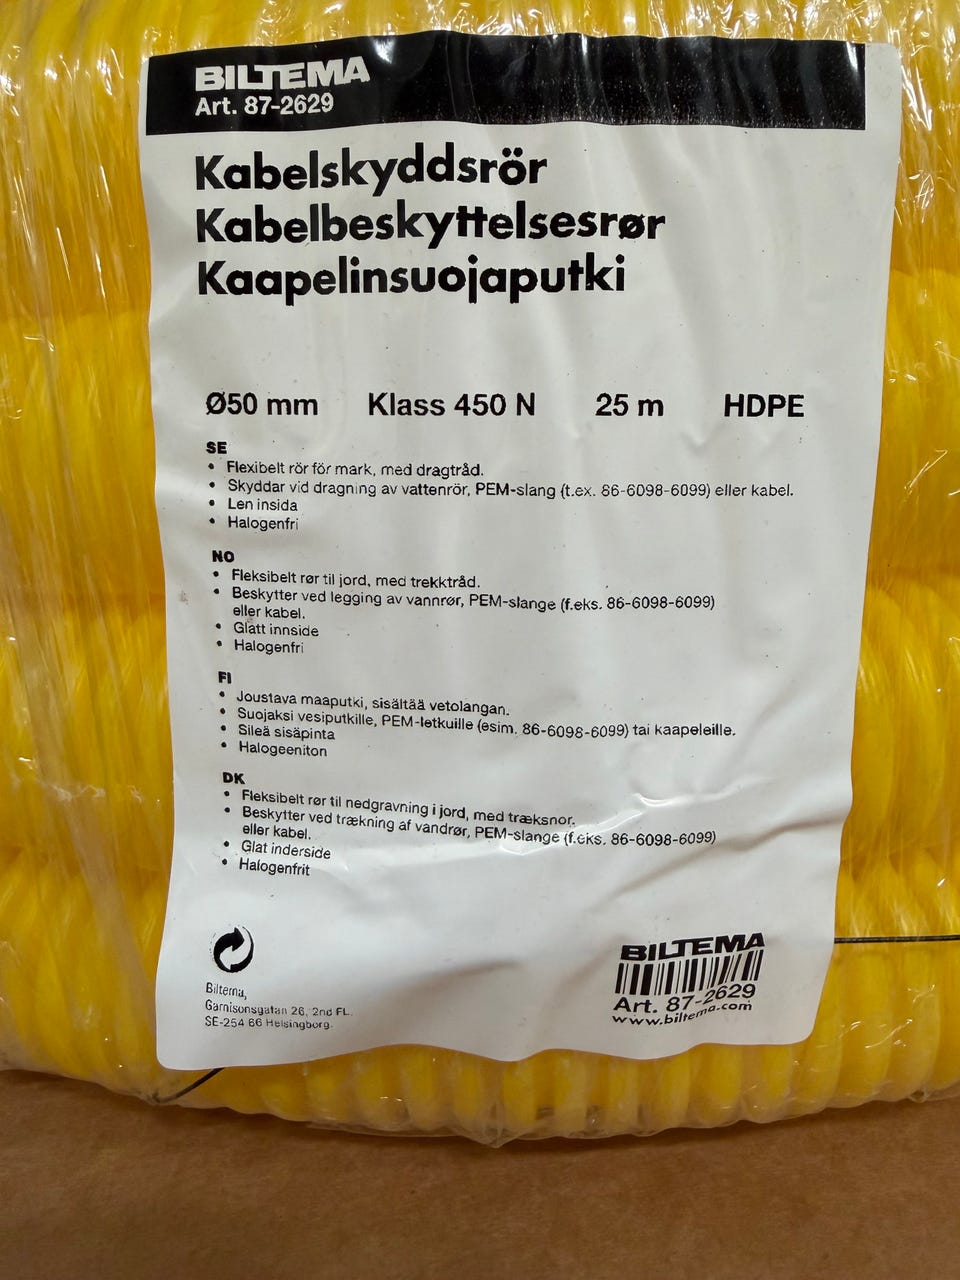 BILTEMA
Art. 87-2629
Kabelskyddsrör
Kabelbeskyttelsesrør
Kaapelinsuojaputki
Ø50 mm Klass 450 N 25 m HDPE
SE
• Flexibelt rör för mark, med dragtråd.
• Skyddar vid dragning av vattenrör, PEM-slang (t.ex. 86-6098-6099) eller kabel.
• Len insida
• Halogenfri
NO
• Fleksibelt rør til jord, med trekktråd.
• Beskytter ved legging av vannrør, PEM-slange (f.eks. 86-6098-6099)
eller kabel.
• Glatt innside
• Halogenfri
FI
• Joustava maaputki, sisältää vetolangan.
• Suojaksi vesiputkille, PEM-letkuille (esim. 86-6098-6099) tai kaapeleille.
• Sileä sisäpinta
• Halogeeniton
DK
• Fleksibelt rør til nedgravning i jord, med træksnor.
• Beskytter ved trækning af vandrør, PEM-slange (f.eks. 86-6098-6099)
eller kabel.
• Glat inderside
• Halogenfrit
Biltema,
Garnisonsgatan 26, 2nd FL.
SE-254 66 Helsingborg.
BILTEMA
Art. 87-2629
www.biltema.com